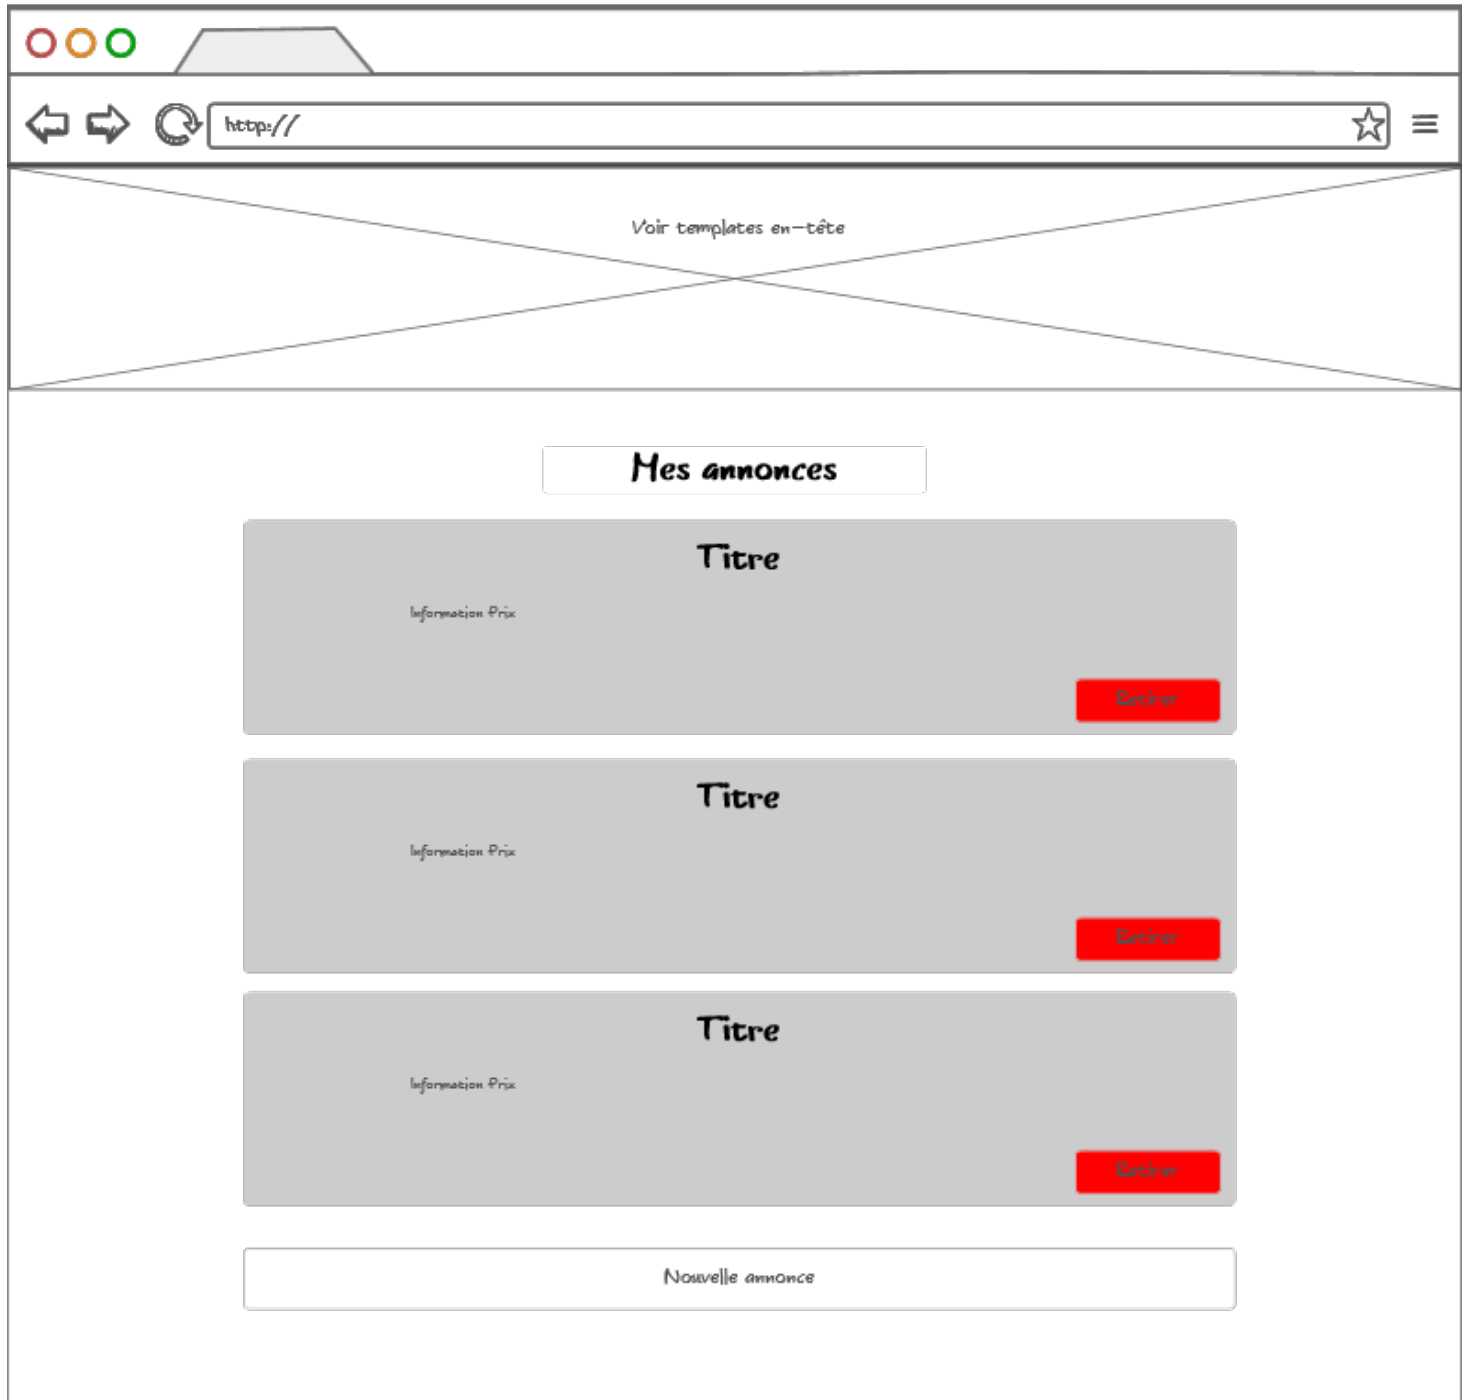 http://
Voir templates en-tête
Mes annonces
Titre
Information Prix
Retirer
Titre
Information Prix
Retirer
Titre
Information Prix
Retirer
Nouvelle annonce